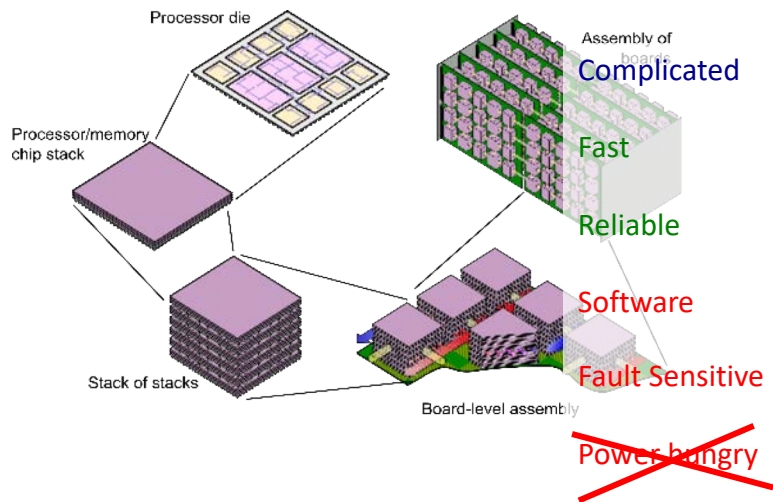 Processor die
Assembly of
boards
Complicated
Processor/memory
chip stack
Fast
Reliable
Software
Stack of stacks
Fault Sensitive
Board-level assembly
Power hungry